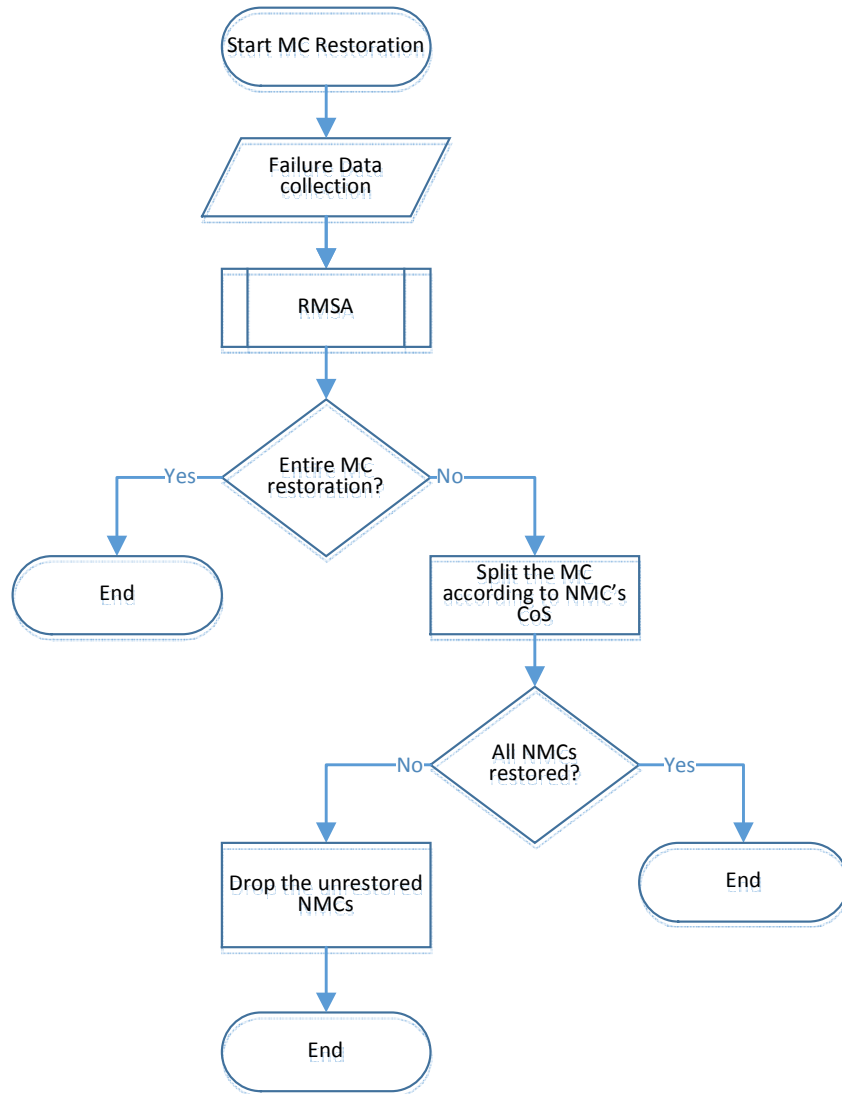 Start MC Restoration
Failure Data
collection
RMSA
Entire MC
restoration?
Yes
No
End
Split the MC
according to NMC's
CoS
All NMCs
restored?
No
Yes
Drop the unrestored
NMCs
End
End